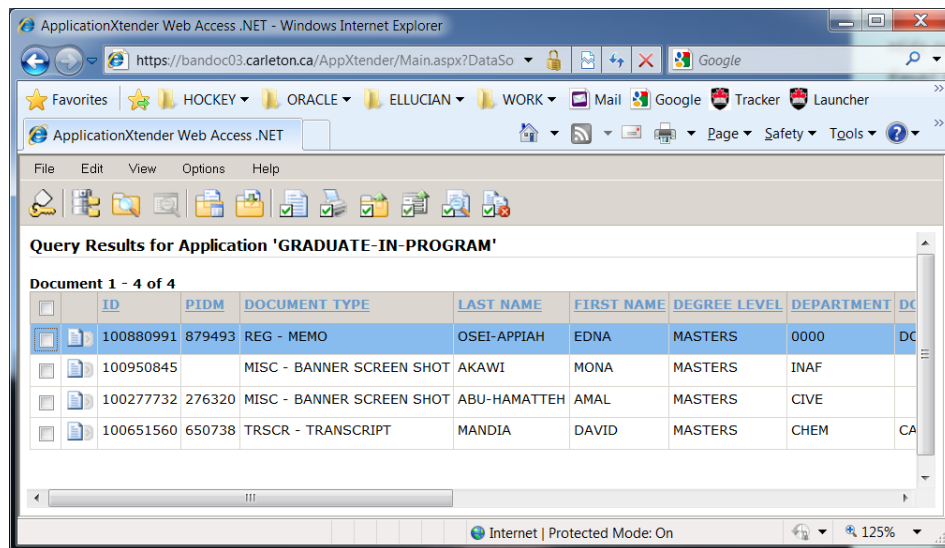 ApplicationXtender Web Access .NET - Windows Internet Explorer
https://bandoc03.carleton.ca/AppXtender/Main.aspx?DataSo Google
Favorites HOCKEY ORACLE ELLUCIAN WORK Mail Google Tracker Launcher
ApplicationXtender Web Access .NET Page Safety Tools
File Edit View Options Help
Query Results for Application 'GRADUATE-IN-PROGRAM'
Document 1 - 4 of 4
ID PIDM DOCUMENT TYPE LAST NAME FIRST NAME DEGREE LEVEL DEPARTMENT DO
100880991 879493 REG - MEMO OSEI-APPIAH EDNA MASTERS 0000 DO
100950845 MISC - BANNER SCREEN SHOT AKAWI MONA MASTERS INAF
100277732 276320 MISC - BANNER SCREEN SHOT ABU-HAMATTEH AMAL MASTERS CIVE
100651560 650738 TRSCR - TRANSCRIPT MANDIA DAVID MASTERS CHEM CA
Internet | Protected Mode: On 125%